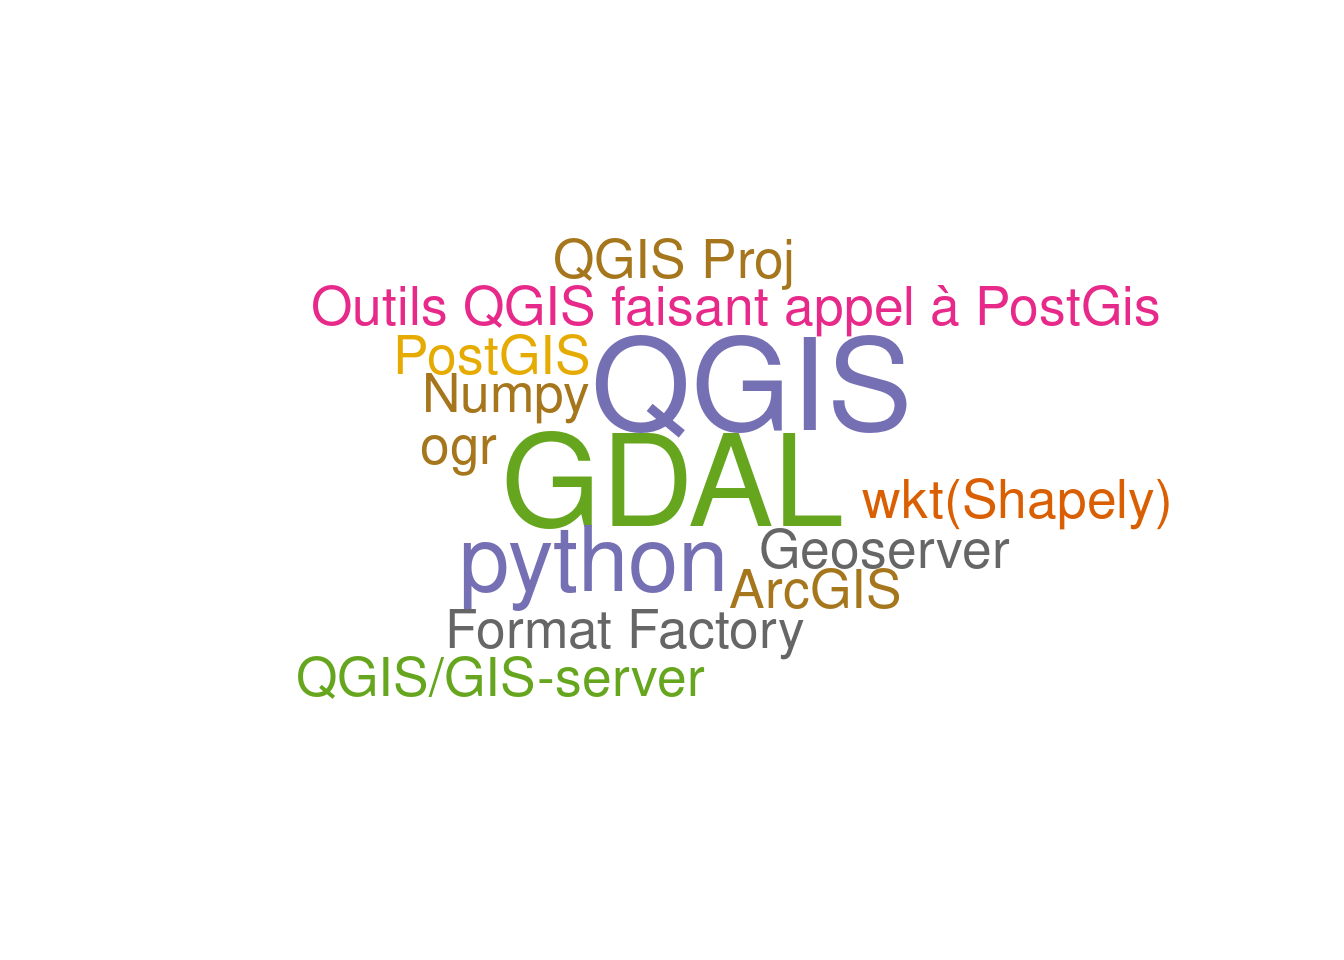 QGIS Proj
Outils QGIS faisant appel à PostGis
PostGIS
QGIS
Numpy
ogr
GDAL
wkt(Shapely)
python
Geoserver
ArcGIS
Format Factory
QGIS/GIS-server